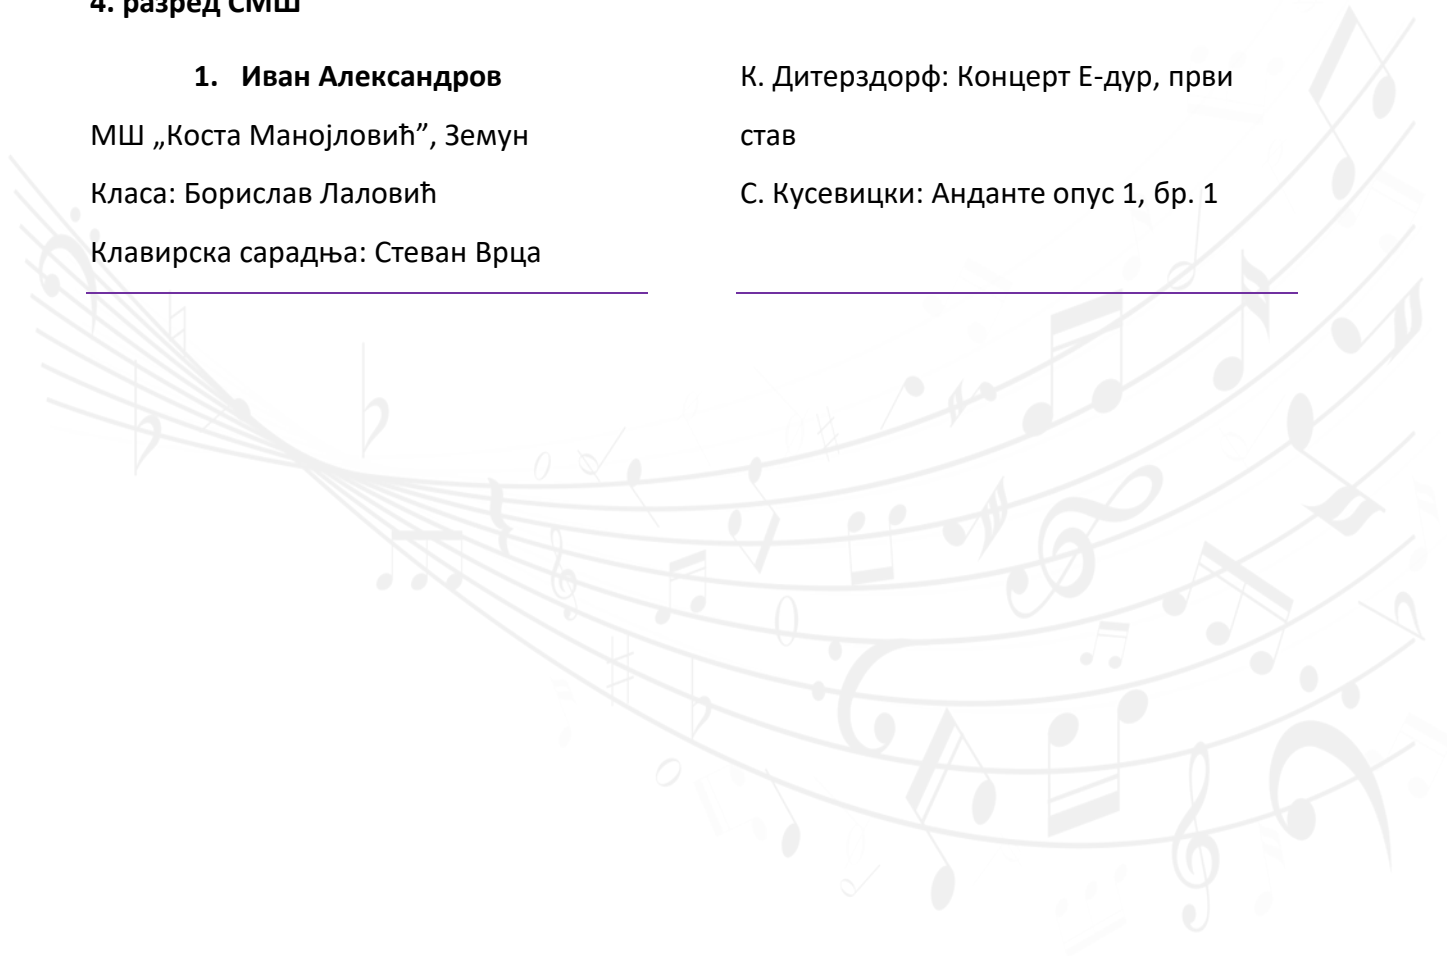 4. разред СМШ
1. Иван Александров
МШ „Коста Манојловић”, Земун
Класа: Борислав Лаловић
Клавирска сарадња: Стеван Врца
К. Дитерздорф: Концерт Е-дур, први
став
С. Кусевицки: Анданте опус 1, бр. 1